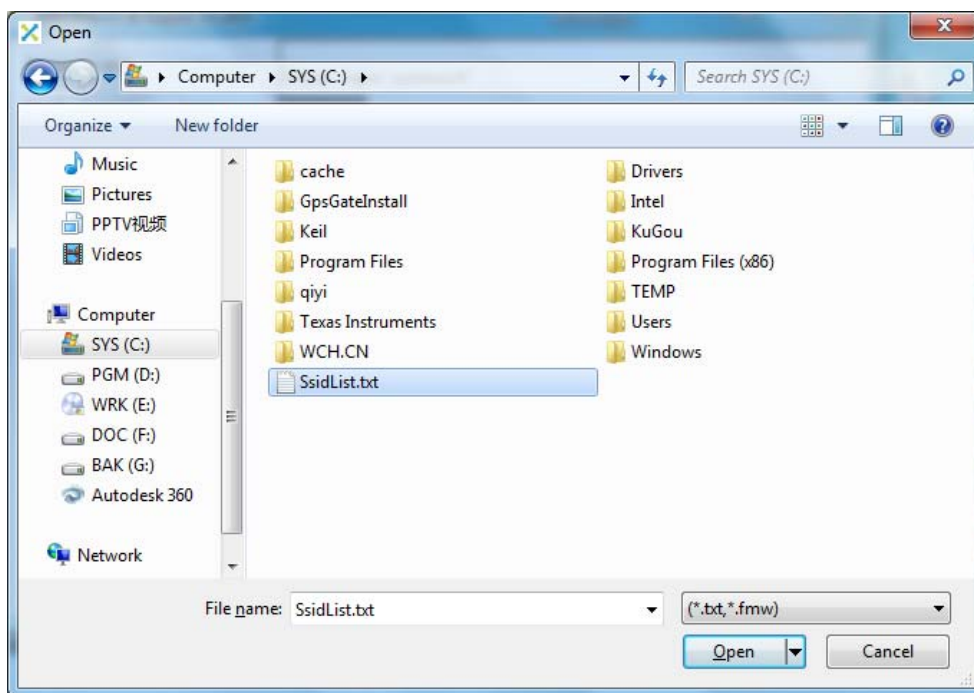 Open
Computer SYS (C:)
Search SYS (C:)
Organize New folder
Music
Pictures
PPTV视频
Videos
Computer
SYS (C:)
PGM (D:)
WRK (E:)
DOC (F:)
BAK (G:)
Autodesk 360
Network
cache
GpsGateInstall
Keil
Program Files
qiyi
Texas Instruments
WCH.CN
SsidList.txt
Drivers
Intel
KuGou
Program Files (x86)
TEMP
Users
Windows
File name: SsidList.txt
(*.txt,*.fmw)
Open Cancel